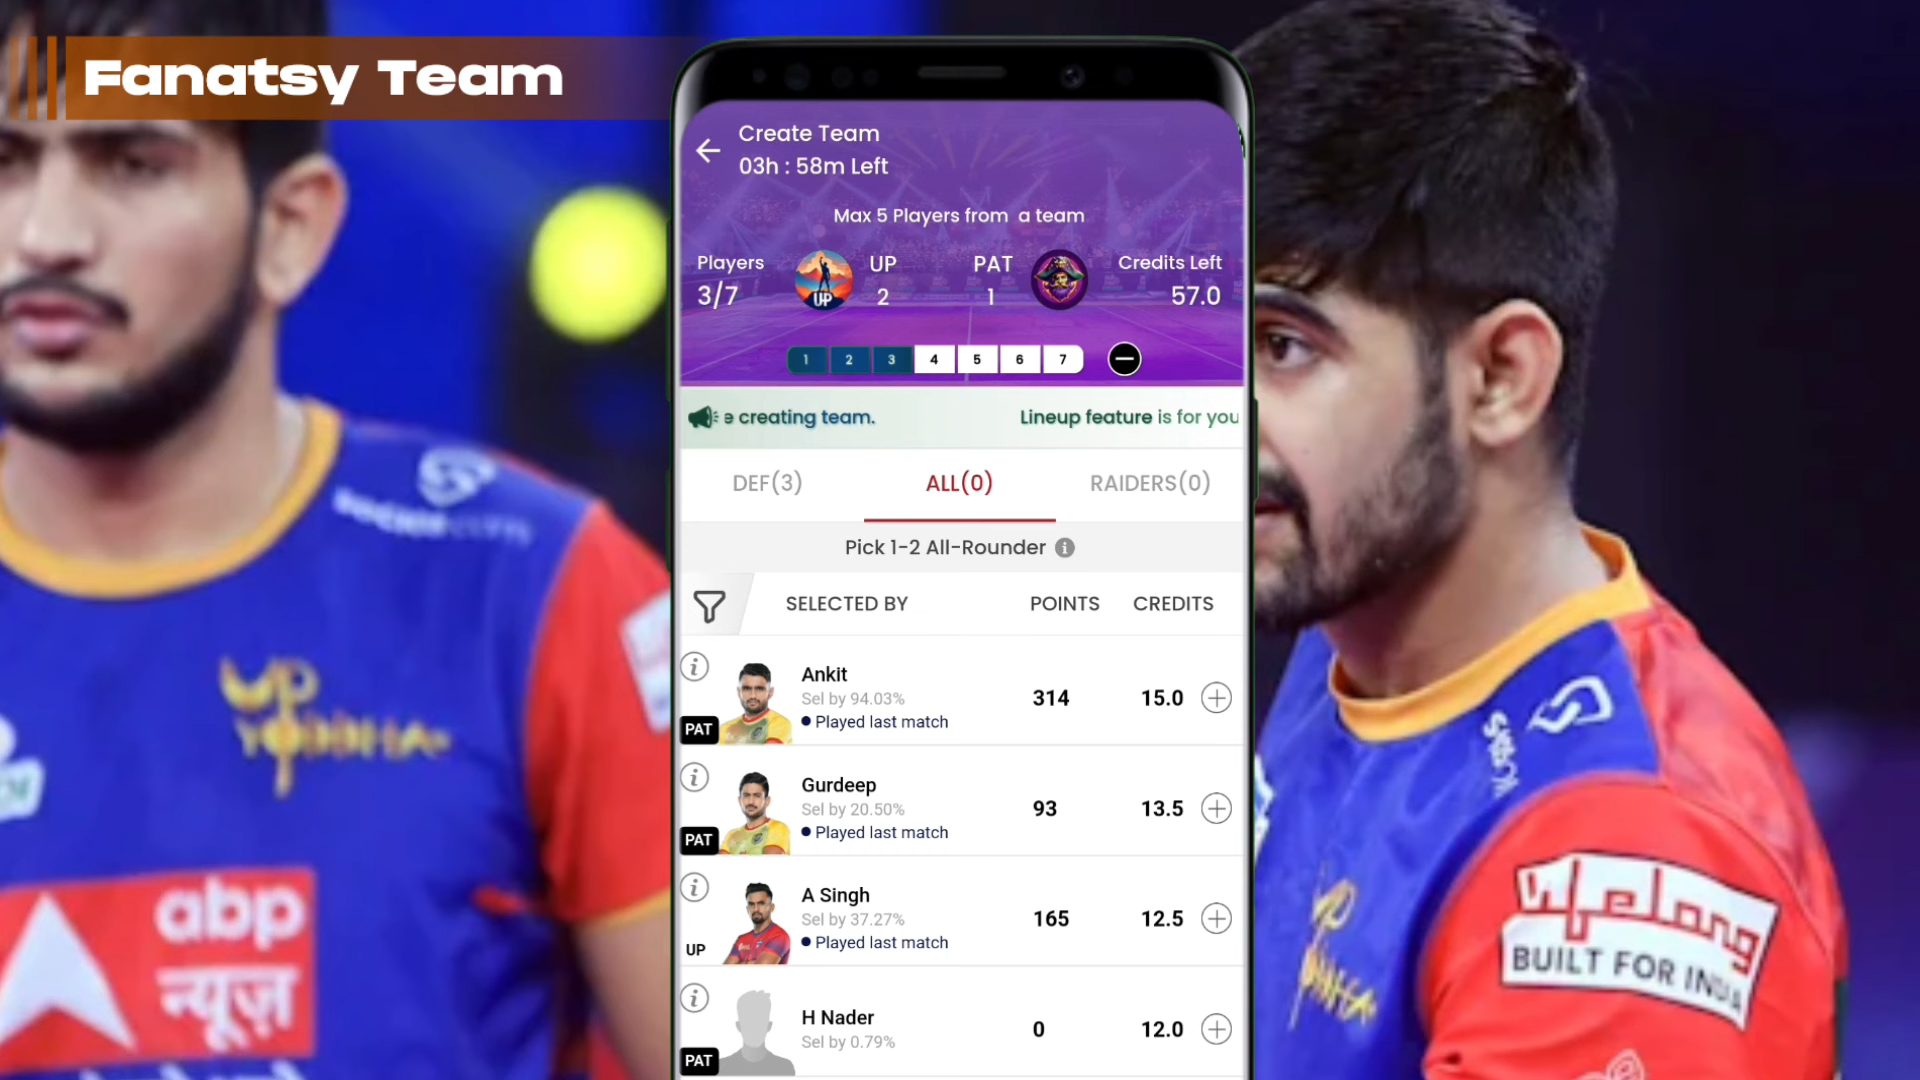 Fanatsy Team
Create Team
03h : 58m Left
Max 5 Players from a team
Players
UP
PAT
Credits Left
3/7
UP
2
1
57.0
1 2 3 4 5 6 7
e creating team.
Lineup feature is for you
DEF(3)
ALL(0)
RAIDERS(0)
Pick 1-2 All-Rounder
SELECTED BY
POINTS
CREDITS
Ankit
Sel by 94.03%
Played last match
PAT
314
15.0
Gurdeep
Sel by 20.50%
Played last match
PAT
93
13.5
A Singh
Sel by 37.27%
Played last match
UP
165
12.5
H Nader
Sel by 0.79%
PAT
0
12.0
UP
YODDHA
abp
न्यूज़
uplong
BUILT FOR INDIA